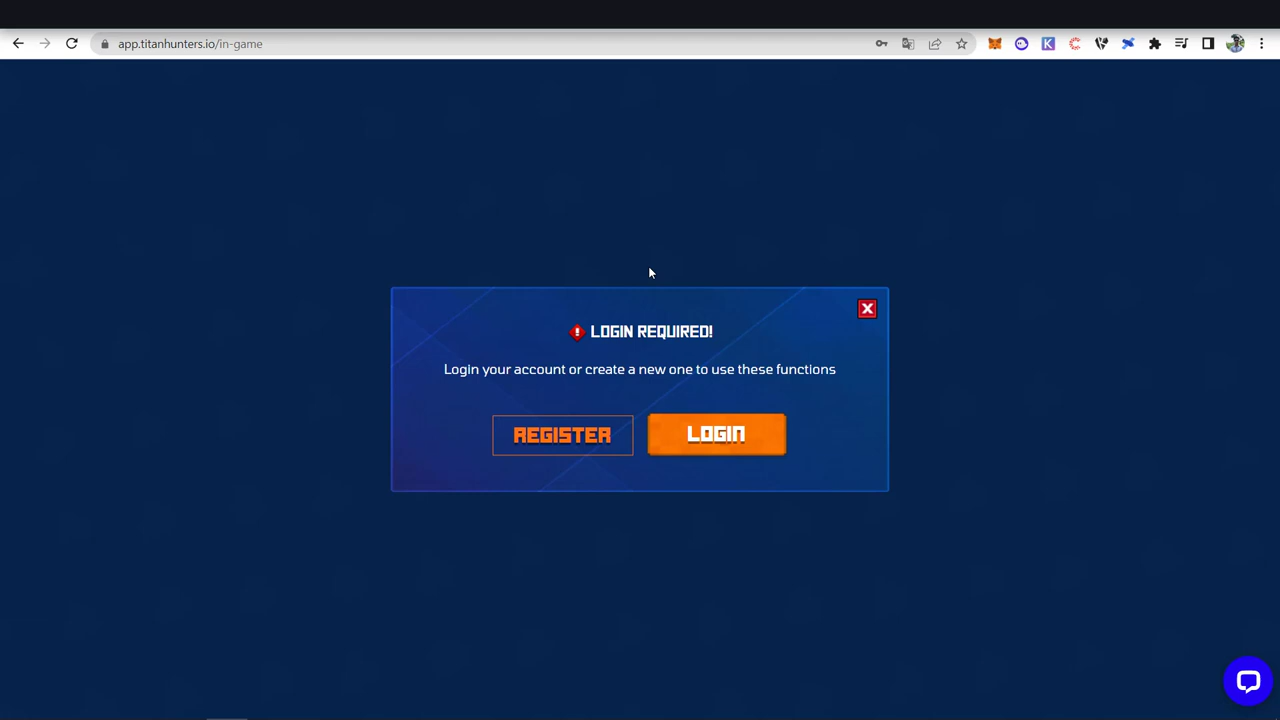 app.titanhunters.io/in-game
LOGIN REQUIRED!
Login your account or create a new one to use these functions
REGISTER
LOGIN